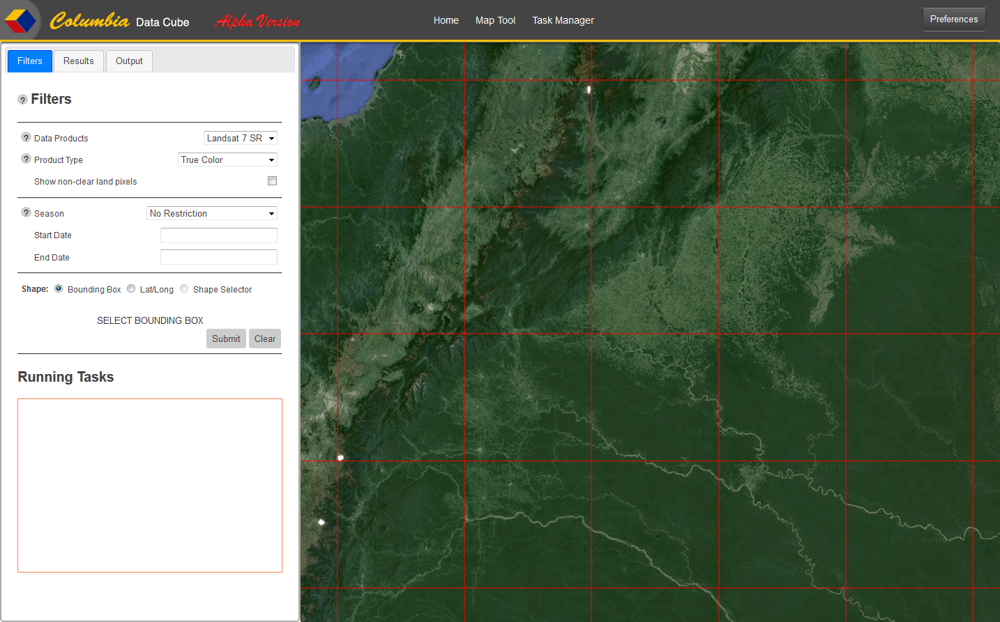 Columbia Data Cube Alpha Version Home Map Tool Task Manager Preferences
Filters Results Output
? Filters
? Data Products Landsat 7 SR
? Product Type True Color
Show non-clear land pixels
? Season No Restriction
Start Date
End Date
Shape: Bounding Box Lat/Long Shape Selector
SELECT BOUNDING BOX
Submit Clear
Running Tasks
© 2013 Google